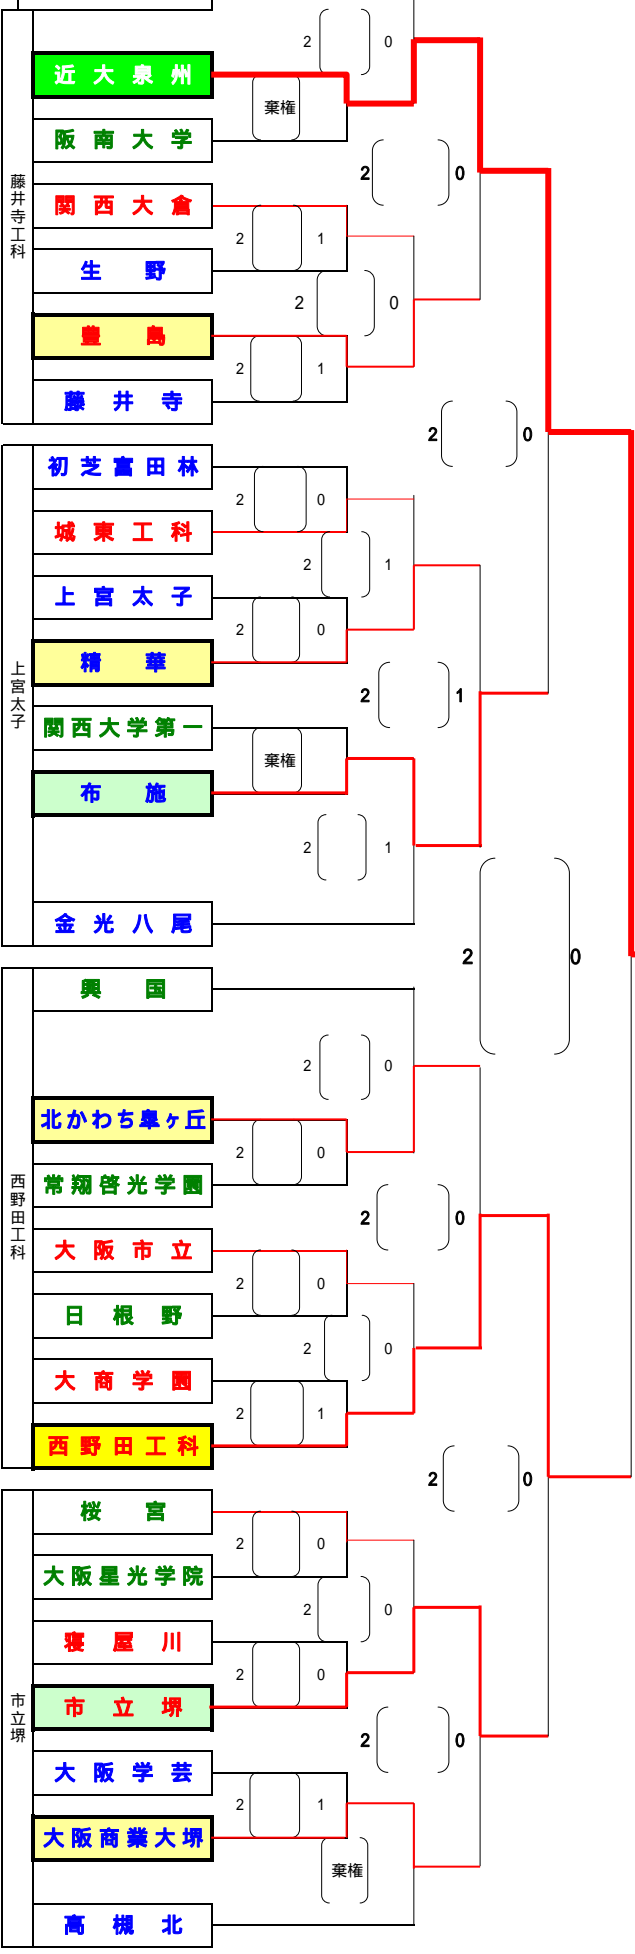 2 0
近大泉州
棄権
阪南大学
2 0
藤井寺工科
関西大倉
2 1
生野
2 0
豊島
2 1
藤井寺
2 0
初芝富田林
2 0
城東工科
2 1
上宮太子
2 0
精華
上宮太子
2 1
関西大学第一
棄権
布施
2 1
金光八尾
2 0
興国
2 0
北かわち皐ヶ丘
2 0
常翔啓光学園
西野田工科
2 0
大阪市立
2 0
日根野
2 0
大商学園
2 1
西野田工科
2 0
桜宮
2 0
大阪星光学院
2 0
寝屋川
2 0
市立堺
市立堺
2 0
大阪学芸
2 1
大阪商業大堺
棄権
高槻北